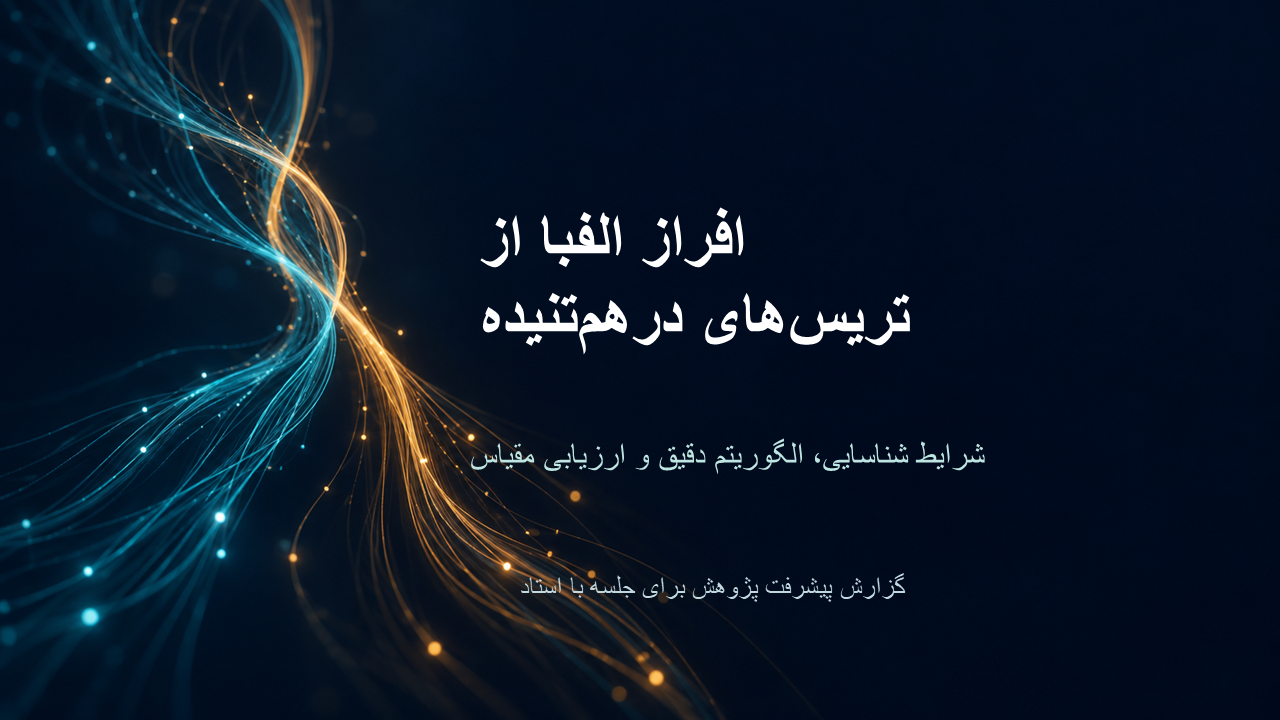 افراز الفبا از
تریس‌های درهم‌تنیده
شرایط شناسایی، الگوریتم دقیق و ارزیابی مقیاس
گزارش پیشرفت پژوهش برای جلسه با استاد